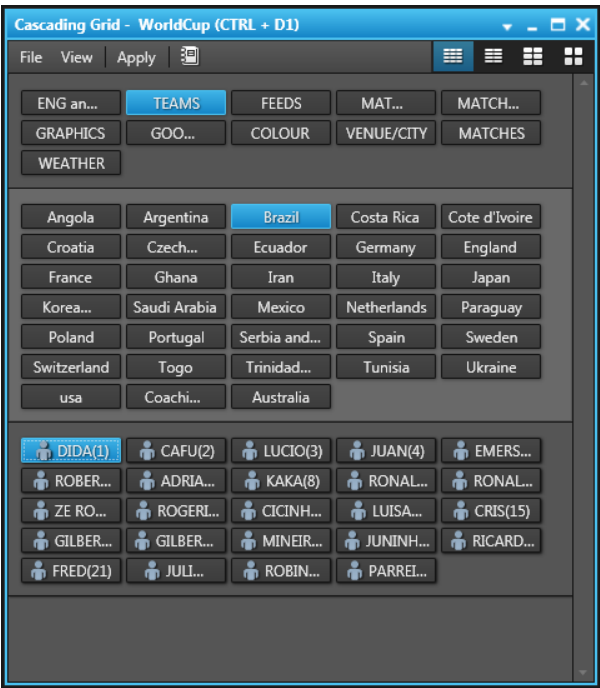 Cascading Grid - WorldCup (CTRL + D1)
File View Apply
ENG an... TEAMS FEEDS MAT... MATCH...
GRAPHICS GOO... COLOUR VENUE/CITY MATCHES
WEATHER
Angola Argentina Brazil Costa Rica Cote d'Ivoire
Croatia Czech... Ecuador Germany England
France Ghana Iran Italy Japan
Korea... Saudi Arabia Mexico Netherlands Paraguay
Poland Portugal Serbia and... Spain Sweden
Switzerland Togo Trinidad... Tunisia Ukraine
usa Coachi... Australia
DIDA(1) CAFU(2) LUCIO(3) JUAN(4) EMERS...
ROBER... ADRIA... KAKA(8) RONAL... RONAL...
ZE RO... ROGERI... CICINH... LUISA... CRIS(15)
GILBER... GILBER... MINEIR... JUNINH... RICARD...
FRED(21) JULI... ROBIN... PARREI...